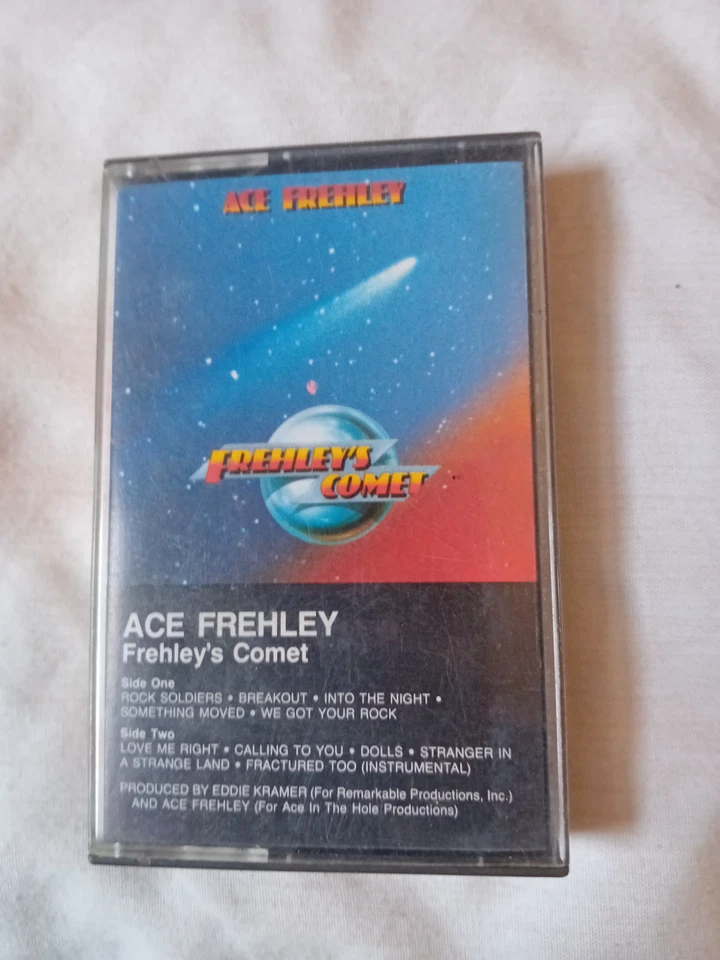 ACE FREHLEY
FREHLEY'S
COMET
ACE FREHLEY
Frehley's Comet
Side One
ROCK SOLDIERS • BREAKOUT • INTO THE NIGHT •
SOMETHING MOVED • WE GOT YOUR ROCK
Side Two
LOVE ME RIGHT • CALLING TO YOU • DOLLS • STRANGER IN
A STRANGE LAND • FRACTURED TOO (INSTRUMENTAL)
PRODUCED BY EDDIE KRAMER (For Remarkable Productions, Inc.)
AND ACE FREHLEY (For Ace In The Hole Productions)